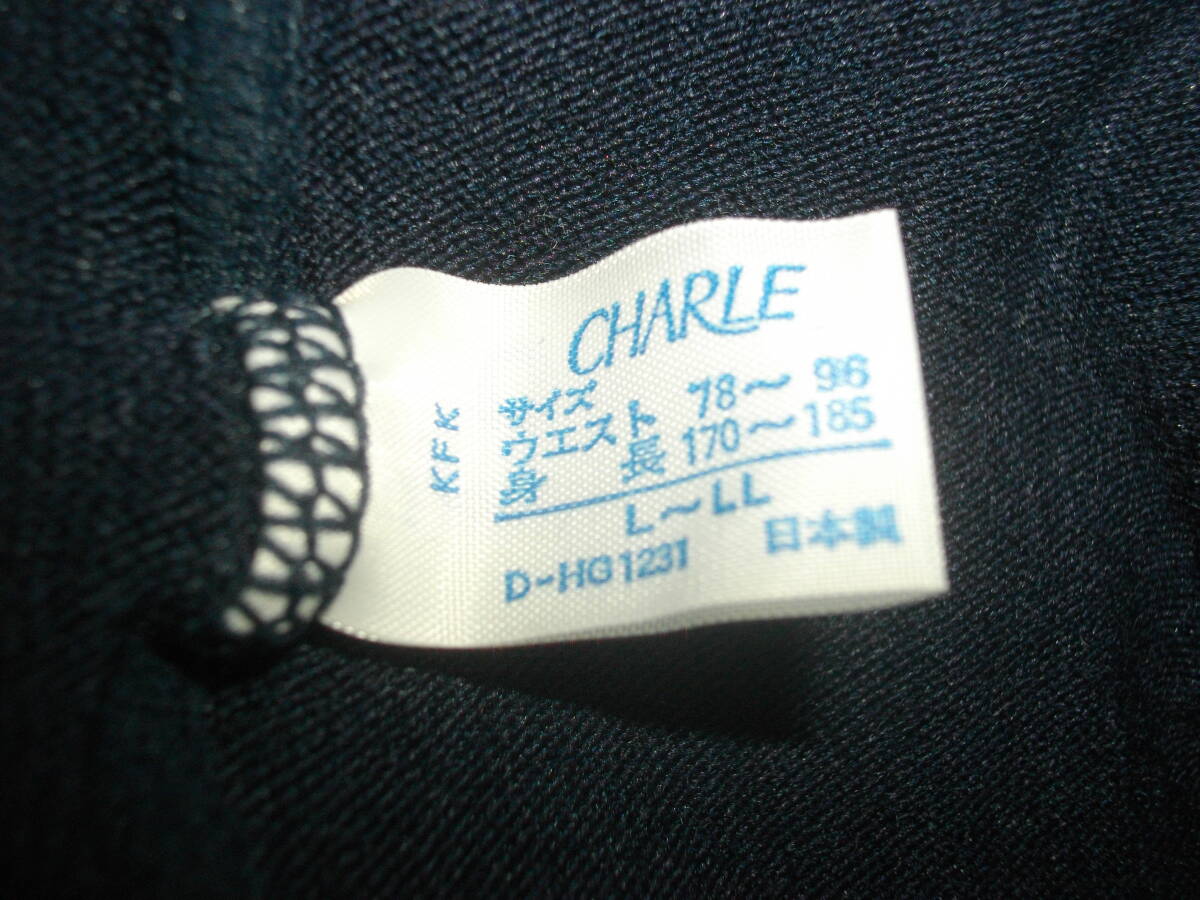 CHARLE
サイズ
ウエスト 78～96
身長 170～185
L～LL
D-HG1231 日本製
KFK